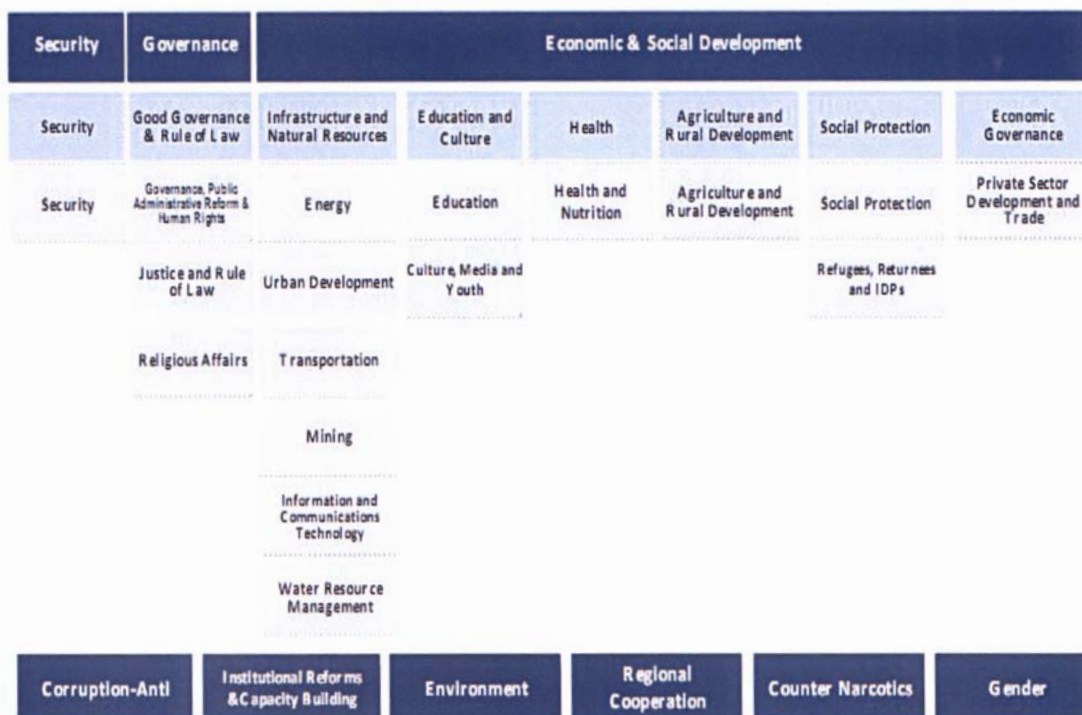 Security Governance Economic & Social Development
Security
Good Governance
& Rule of Law
Infrastructure and
Natural Resources
Education and
Culture
Health
Agriculture and
Rural Development
Social Protection
Economic
Governance
Security
Governance, Public
Administrative Reform &
Human Rights
Energy
Education
Health and
Nutrition
Agriculture and
Rural Development
Social Protection
Private Sector
Development and
Trade
Justice and Rule
of Law
Urban Development
Culture, Media and
Youth
Refugees, Returnees
and IDPs
Religious Affairs
Transportation
Mining
Information and
Communications
Technology
Water Resource
Management
Corruption-Anti
Institutional Reforms
& Capacity Building
Environment
Regional
Cooperation
Counter Narcotics
Gender